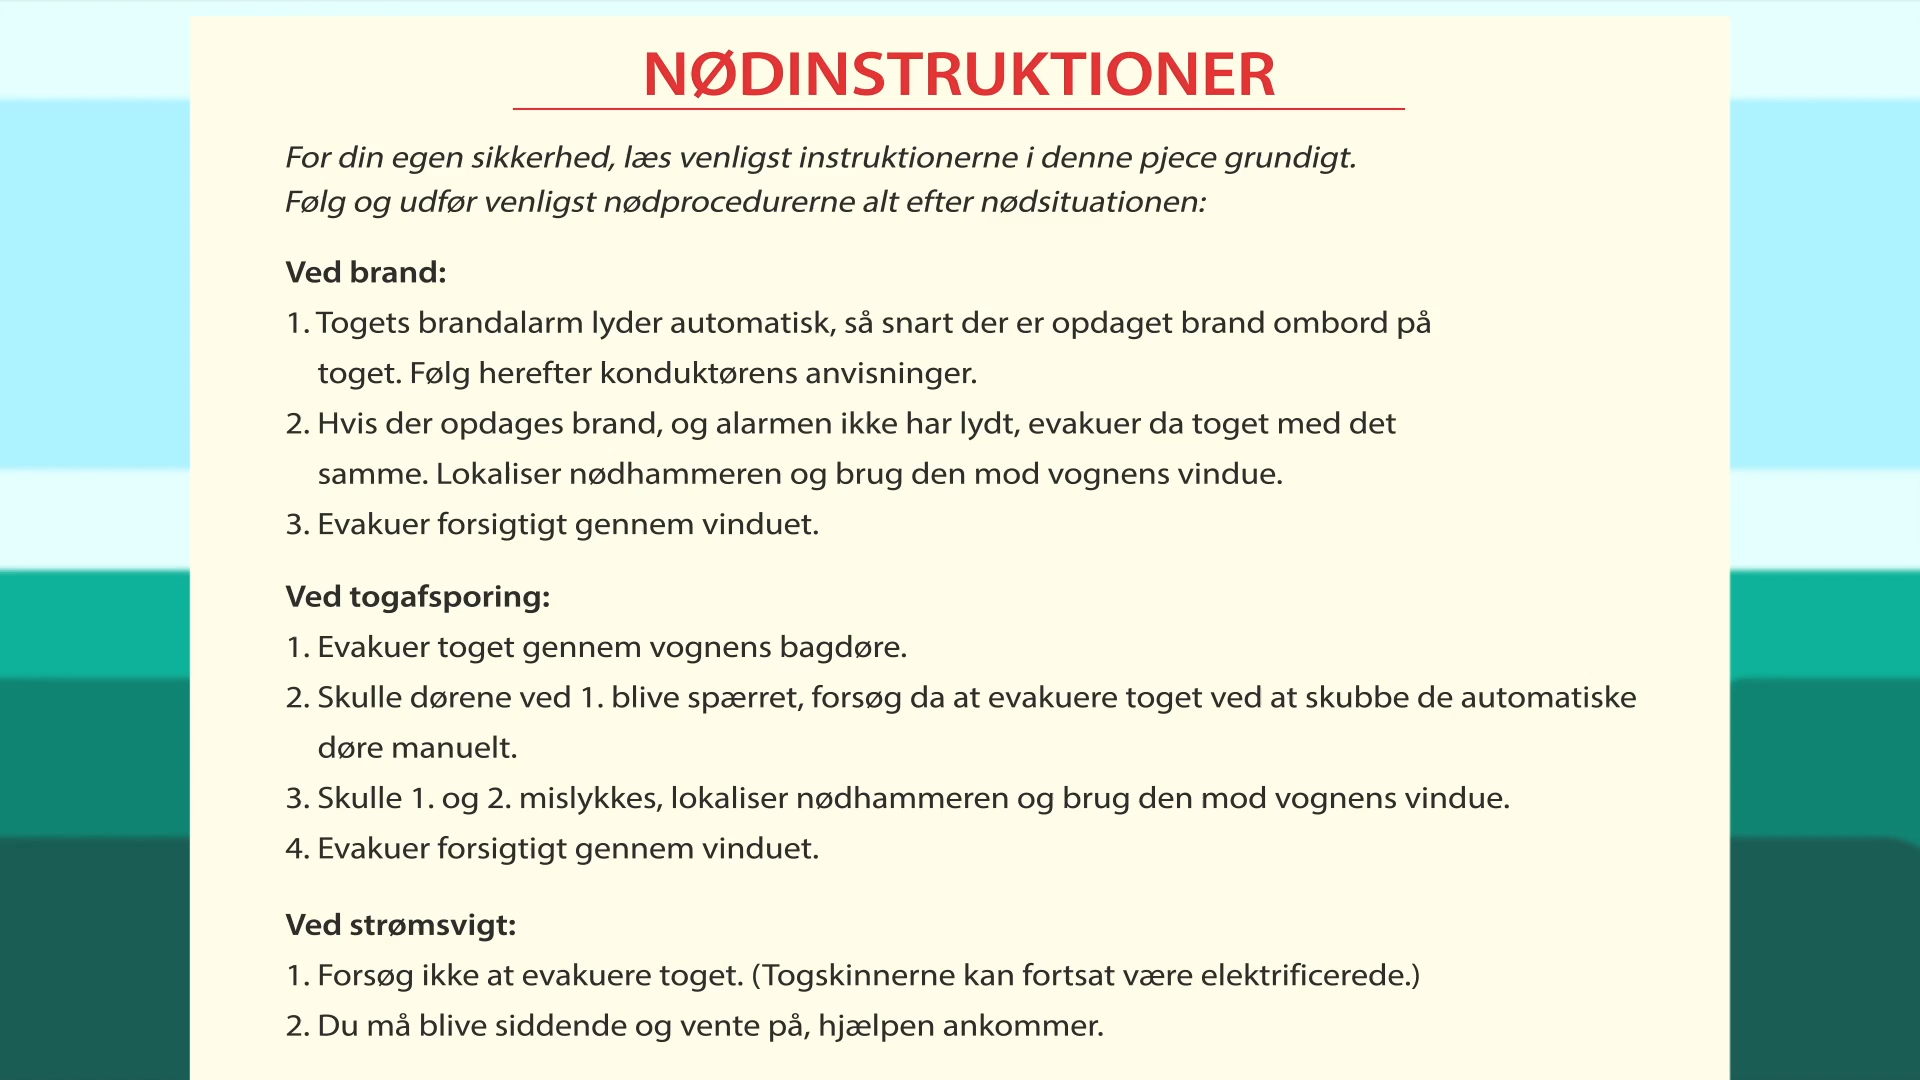 NØDINSTRUKTIONER
For din egen sikkerhed, læs venligst instruktionerne i denne pjece grundigt.
Følg og udfør venligst nødprocedurerne alt efter nødsituationen:
Ved brand:
1. Togets brandalarm lyder automatisk, så snart der er opdaget brand ombord på
toget. Følg herefter konduktørens anvisninger.
2. Hvis der opdages brand, og alarmen ikke har lydt, evakuer da toget med det
samme. Lokaliser nødhammeren og brug den mod vognens vindue.
3. Evakuer forsigtigt gennem vinduet.
Ved togafsporing:
1. Evakuer toget gennem vognens bagdøre.
2. Skulle dørene ved 1. blive spærret, forsøg da at evakuere toget ved at skubbe de automatiske
døre manuelt.
3. Skulle 1. og 2. mislykkes, lokaliser nødhammeren og brug den mod vognens vindue.
4. Evakuer forsigtigt gennem vinduet.
Ved strømsvigt:
1. Forsøg ikke at evakuere toget. (Togskinnerne kan fortsat være elektrificerede.)
2. Du må blive siddende og vente på, hjælpen ankommer.